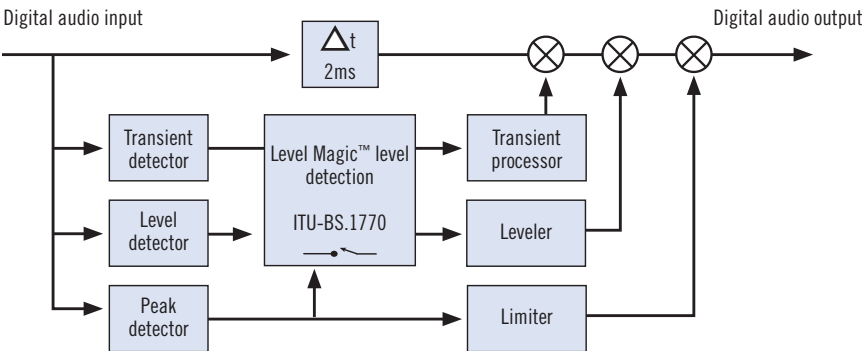 Digital audio input
Digital audio output
Δt
2ms
Transient
detector
Level Magic™ level
detection
ITU-BS.1770
Transient
processor
Level
detector
Leveler
Peak
detector
Limiter